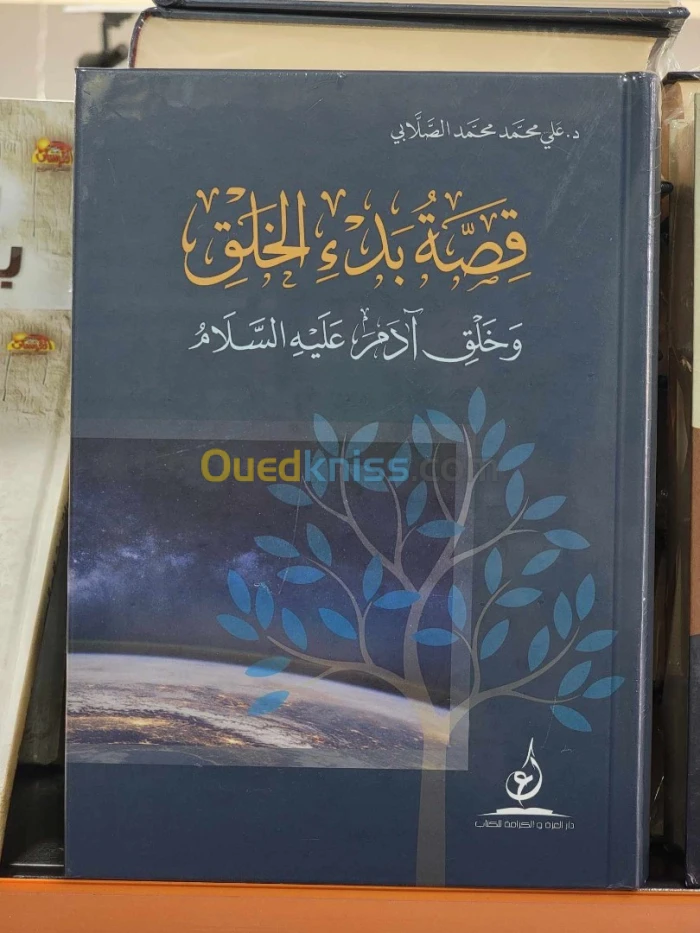 د. علي محمد محمد الصَّلَّابي
قِصَّةُ بَدْءِ الخَلَقِ
وَخَلْقِ آدَمَ عَلَيْهِ السَّلَامُ
Ouedkniss.com
دار العزة و الكرامة للكتاب